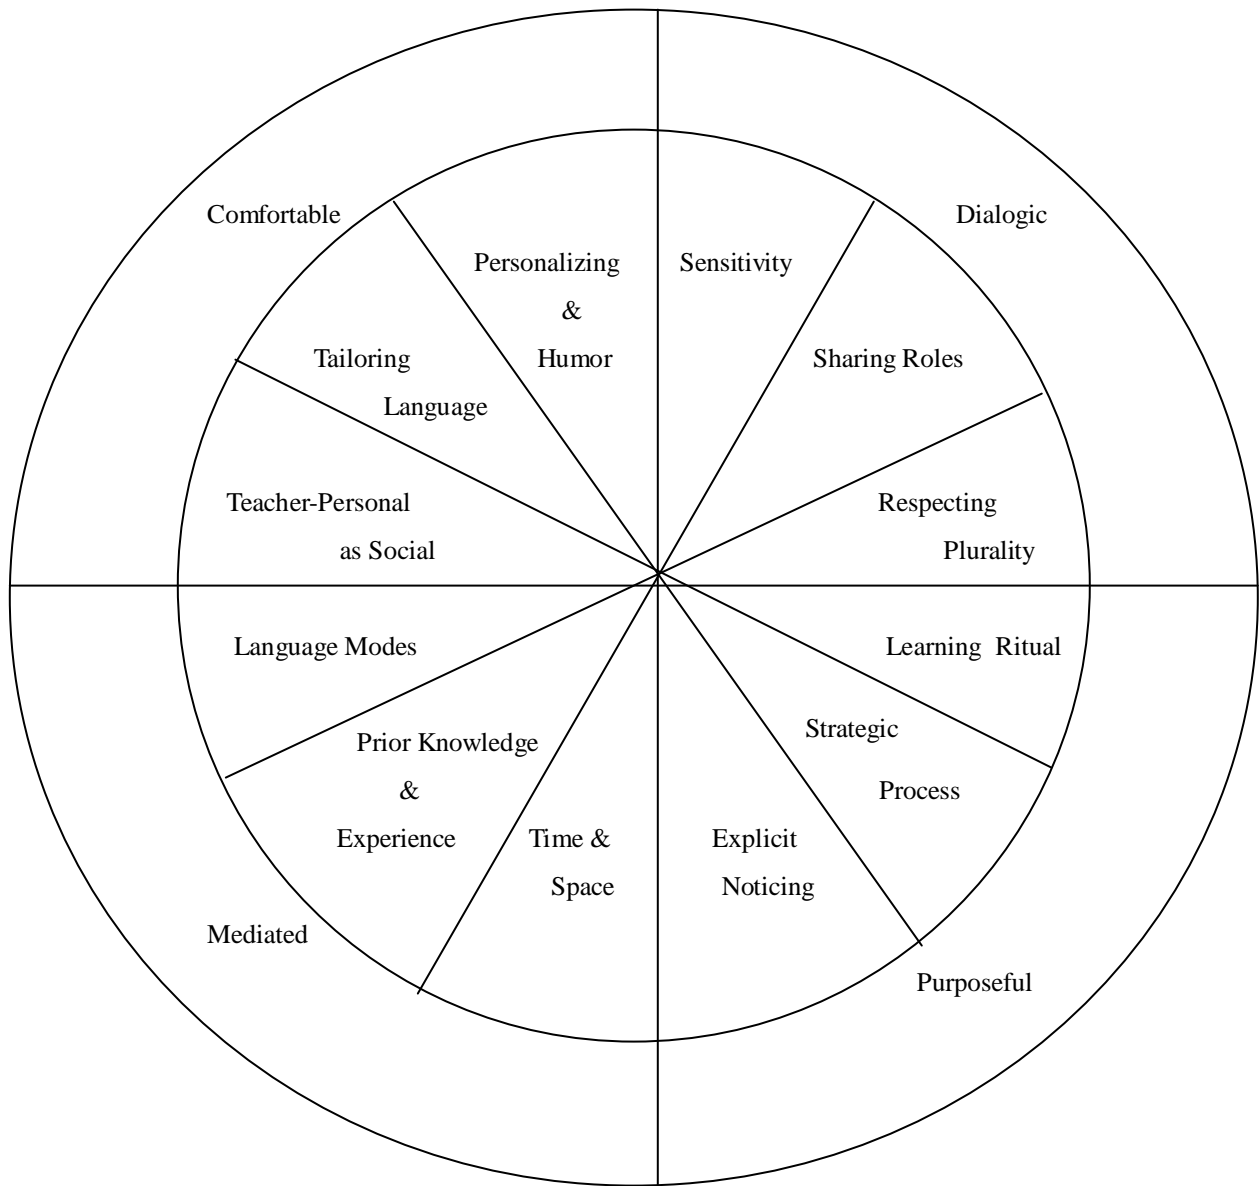 Comfortable
Dialogic
Personalizing
&
Humor
Sensitivity
Tailoring
Language
Sharing Roles
Teacher-Personal
as Social
Respecting
Plurality
Language Modes
Learning Ritual
Prior Knowledge
&
Experience
Strategic
Process
Time &
Space
Explicit
Noticing
Mediated
Purposeful